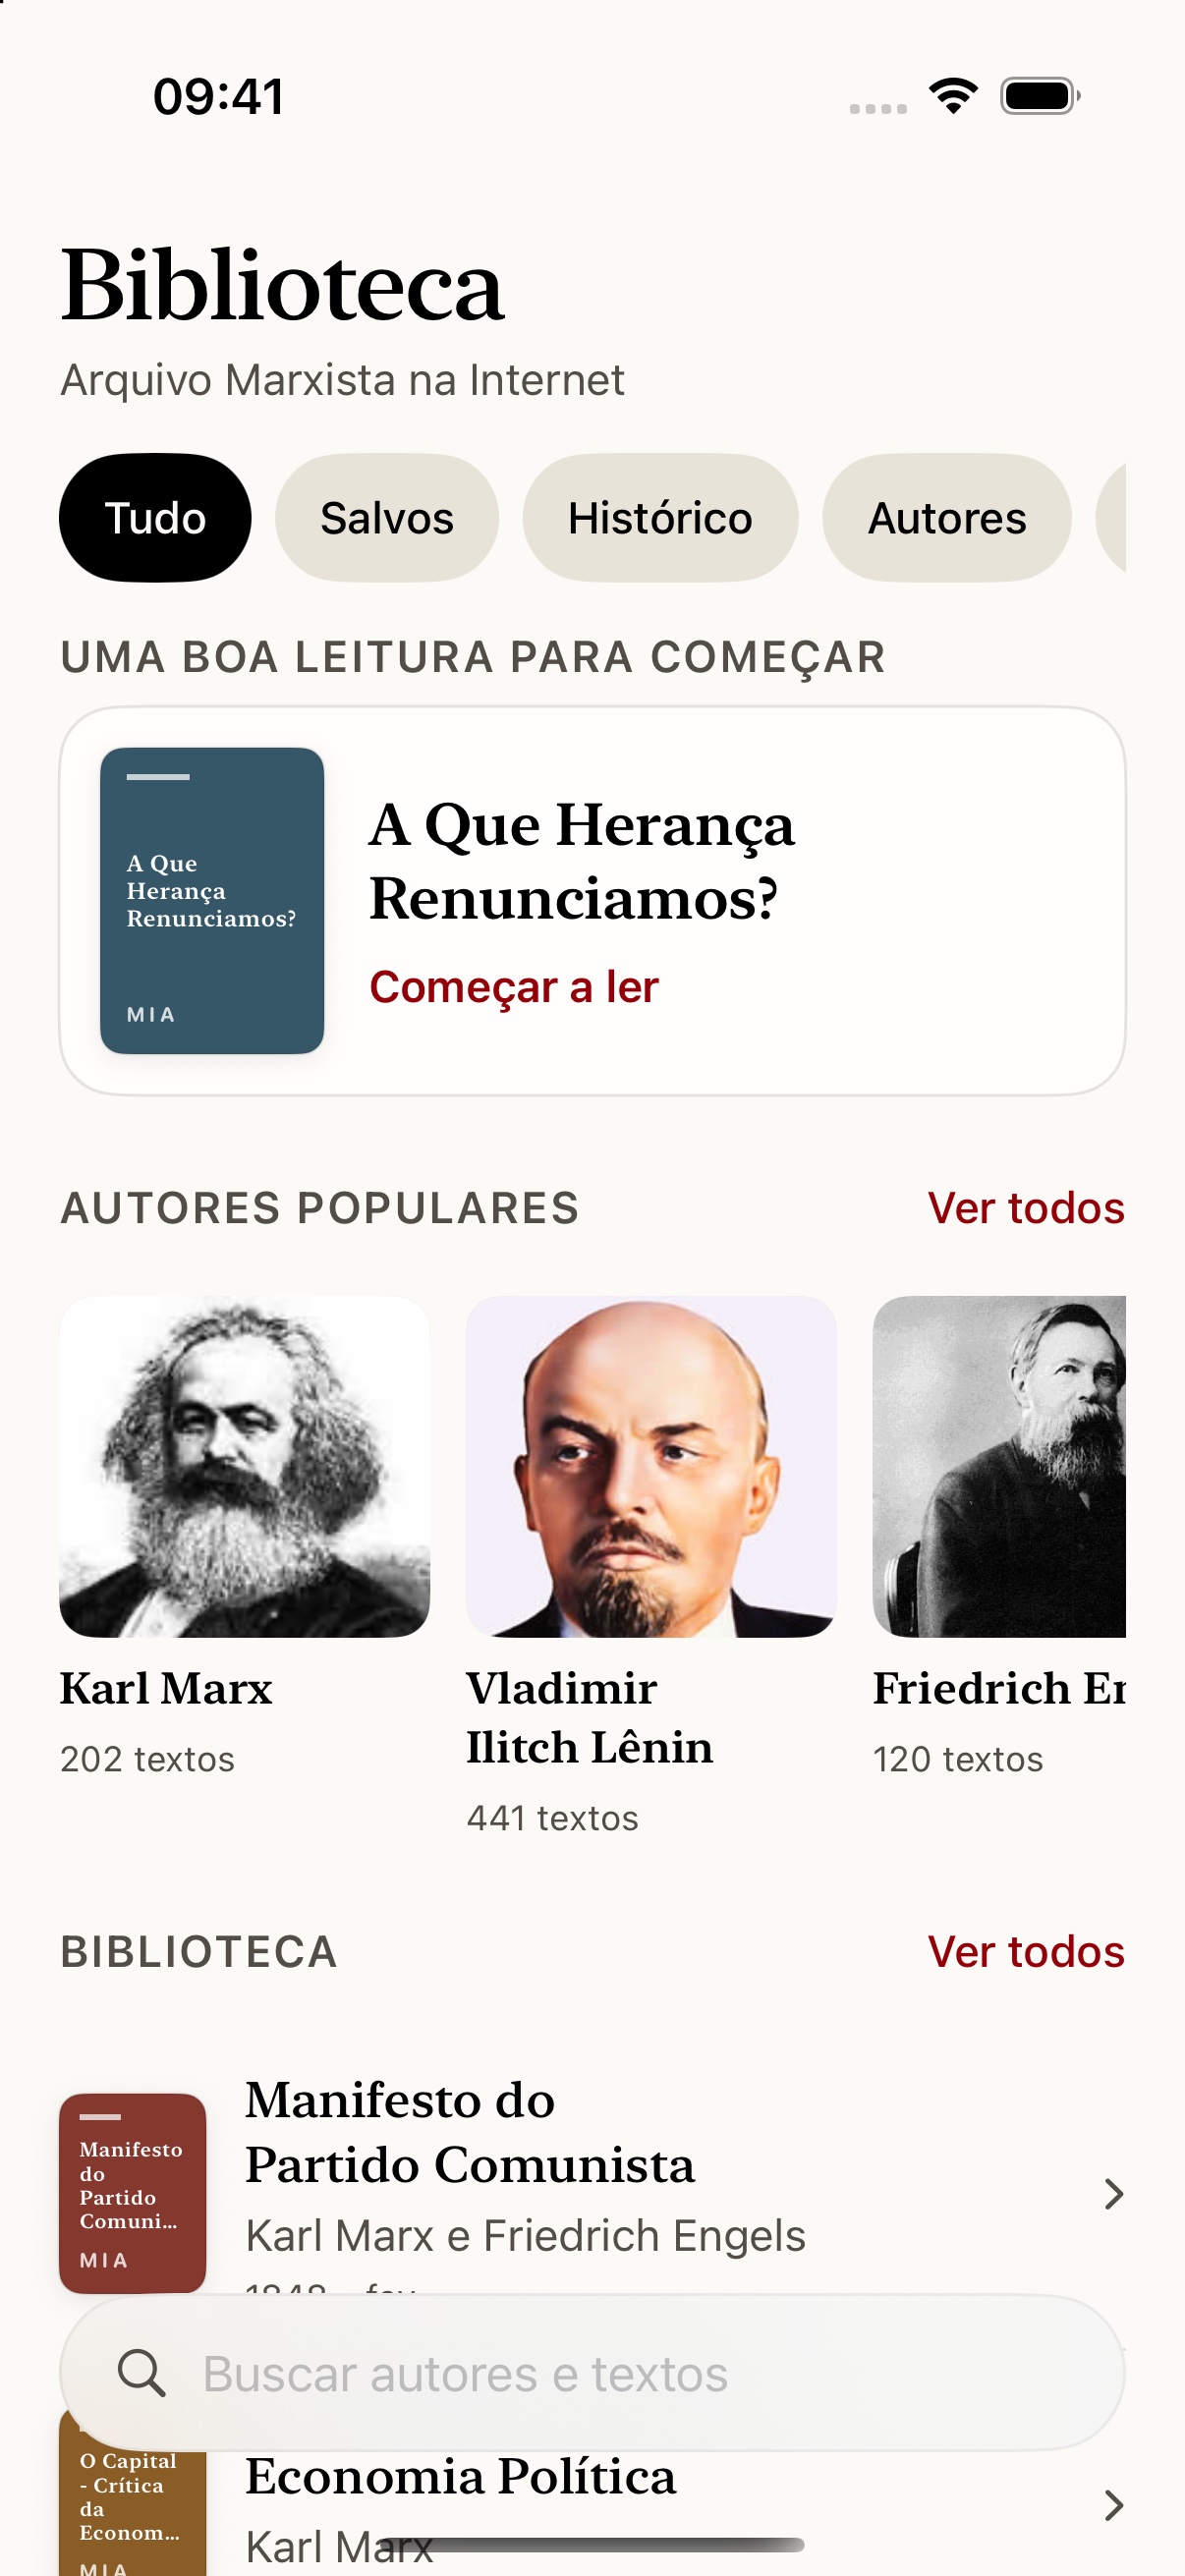 09:41
Biblioteca
Arquivo Marxista na Internet
Tudo
Salvos
Histórico
Autores
UMA BOA LEITURA PARA COMEÇAR
A Que
Herança
Renunciamos?
MIA
A Que Herança
Renunciamos?
Começar a ler
AUTORES POPULARES
Ver todos
Karl Marx
202 textos
Vladimir
Ilitch Lênin
441 textos
Friedrich
120 textos
BIBLIOTECA
Ver todos
Manifesto
do
Partido
Comuni...
MIA
Manifesto do
Partido Comunista
Karl Marx e Friedrich Engels
Buscar autores e textos
O Capital
- Crítica
da
Econom...
MIA
Economia Política
Karl Marx